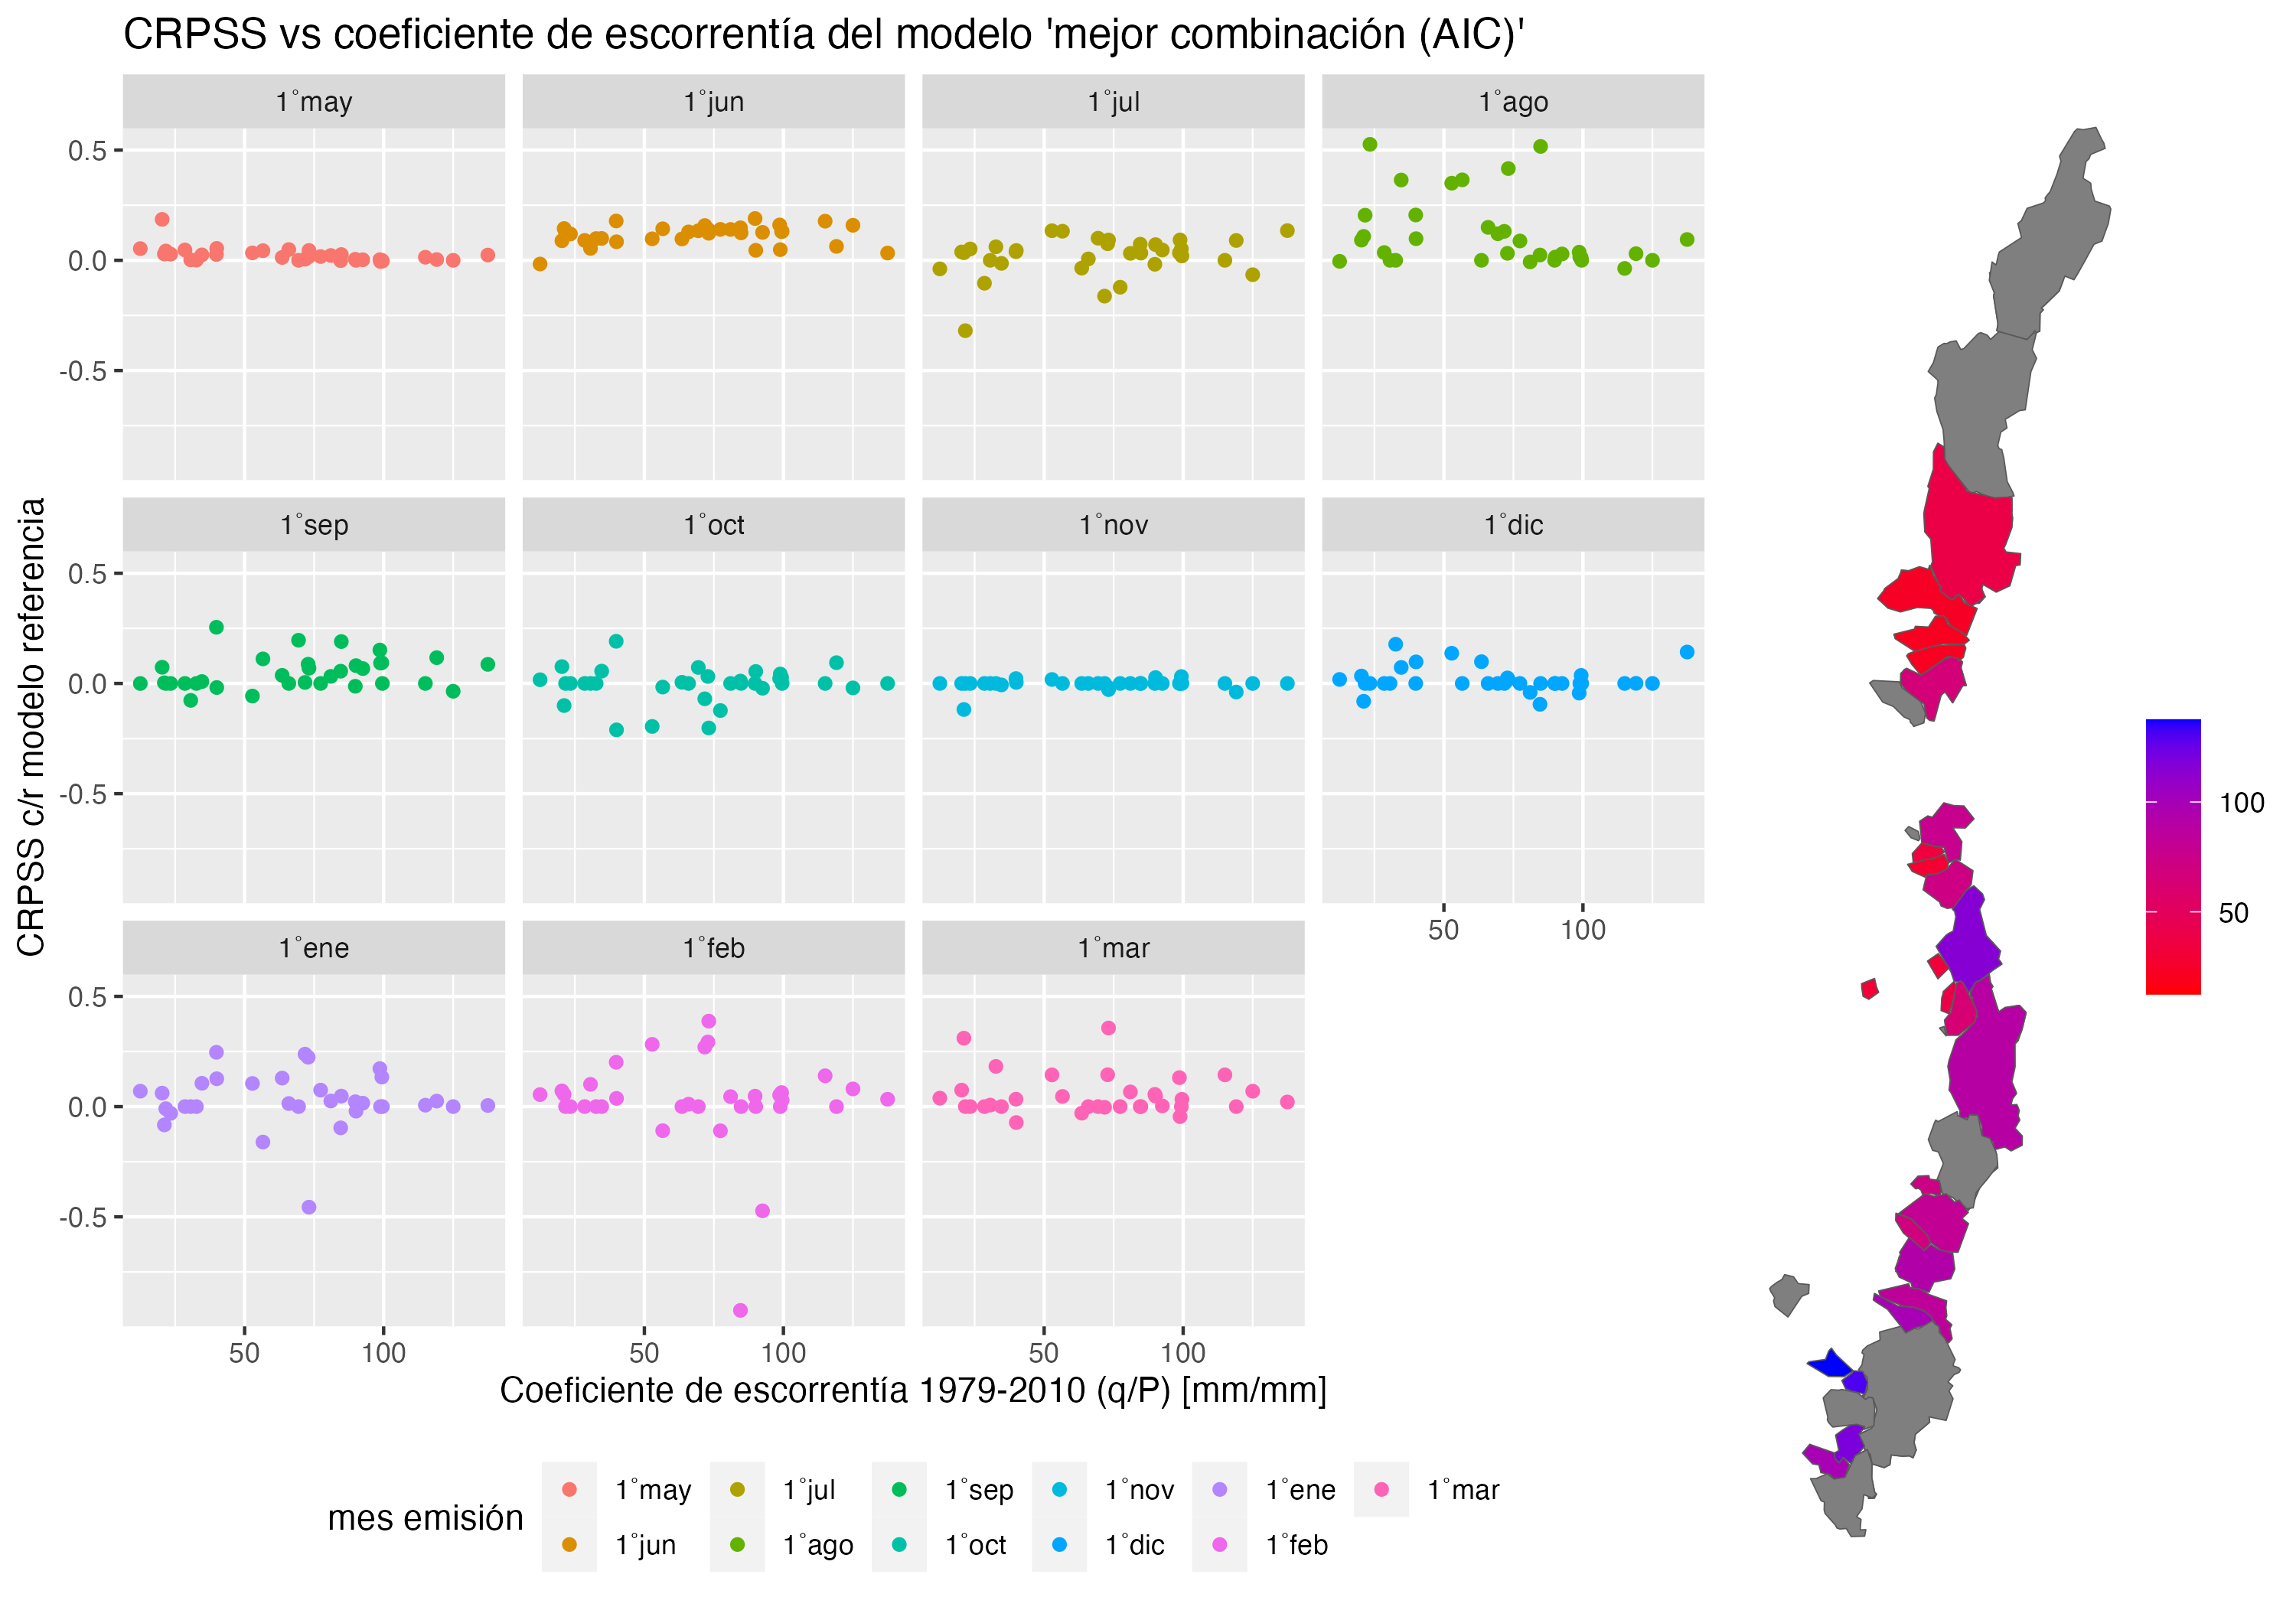 CRPSS vs coeficiente de escorrentía del modelo 'mejor combinación (AIC)'
1°may
1°jun
1°jul
1°ago
0.5
0.0
-0.5
1°sep
1°oct
1°nov
1°dic
0.5
0.0
-0.5
50
100
1°ene
1°feb
1°mar
0.5
0.0
-0.5
50
100
50
100
50
100
CRPSS c/r modelo referencia
Coeficiente de escorrentía 1979-2010 (q/P) [mm/mm]
mes emisión
1°may
1°jul
1°sep
1°nov
1°ene
1°mar
1°jun
1°ago
1°oct
1°dic
1°feb
100
50